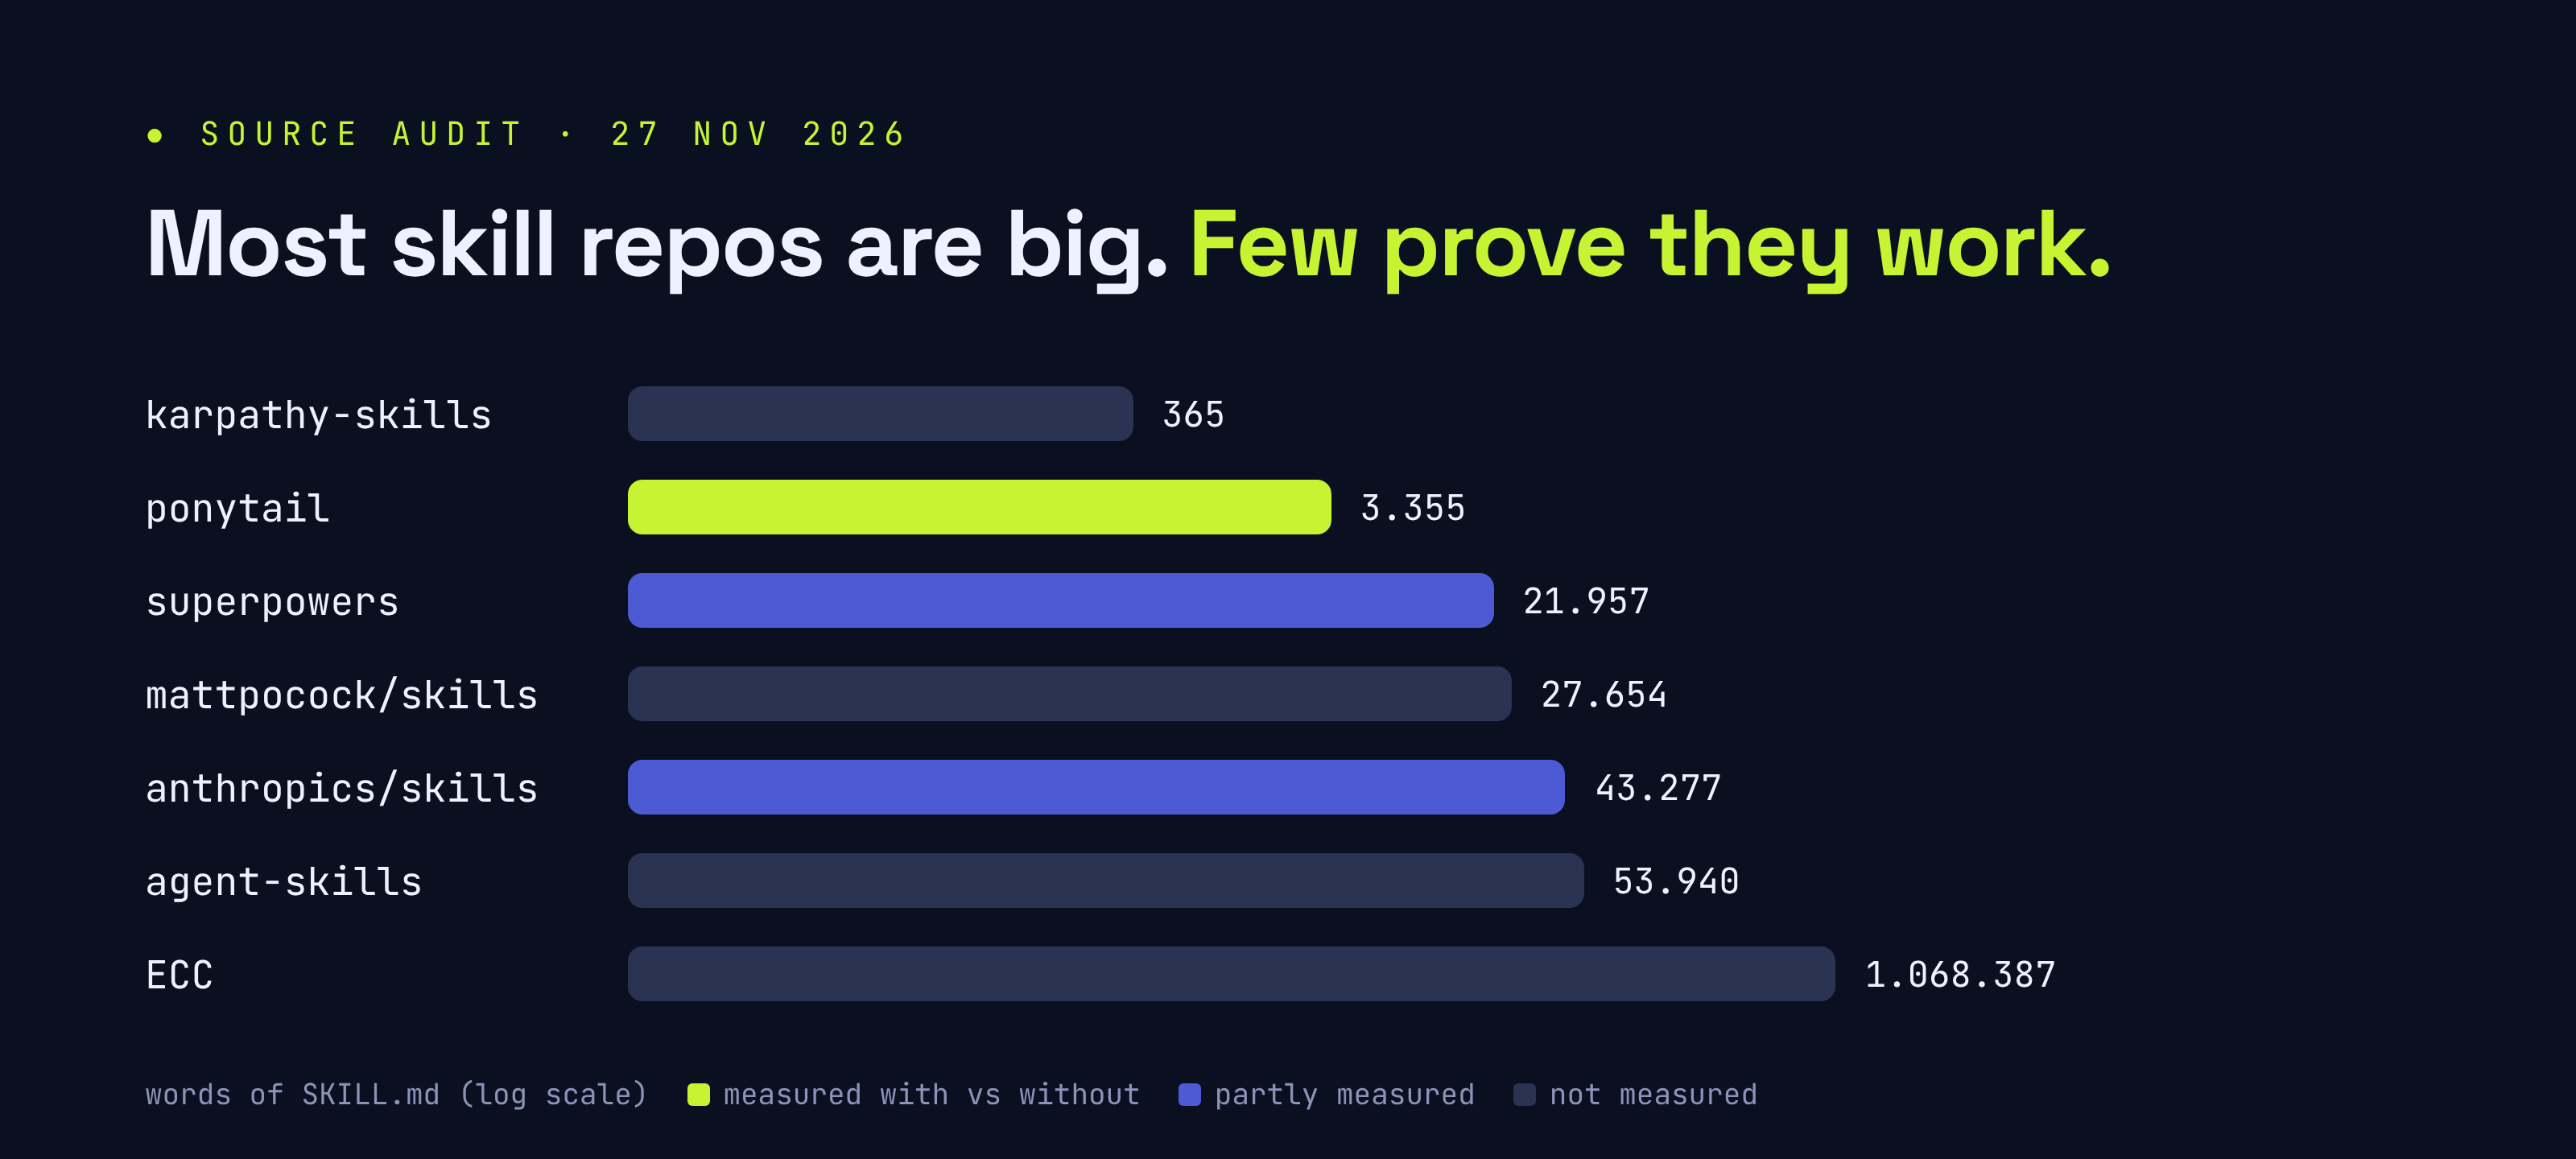 SOURCE AUDIT · 27 NOV 2026
Most skill repos are big. Few prove they work.
karpathy-skills 365
ponytail 3.355
superpowers 21.957
mattpocock/skills 27.654
anthropics/skills 43.277
agent-skills 53.940
ECC 1.068.387
words of SKILL.md (log scale) measured with vs without partly measured not measured